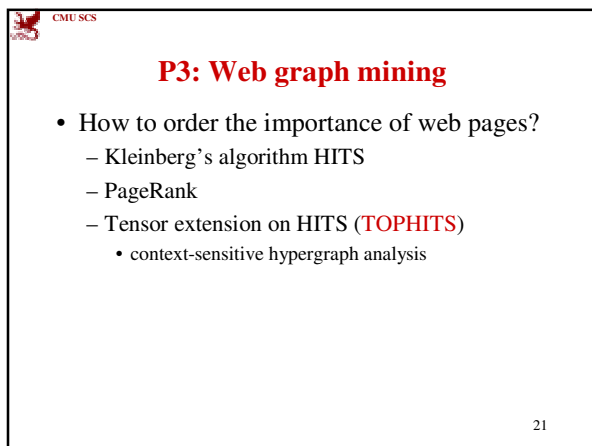 CMU SCS
P3: Web graph mining
• How to order the importance of web pages?
– Kleinberg's algorithm HITS
– PageRank
– Tensor extension on HITS (TOPHITS)
• context-sensitive hypergraph analysis
21